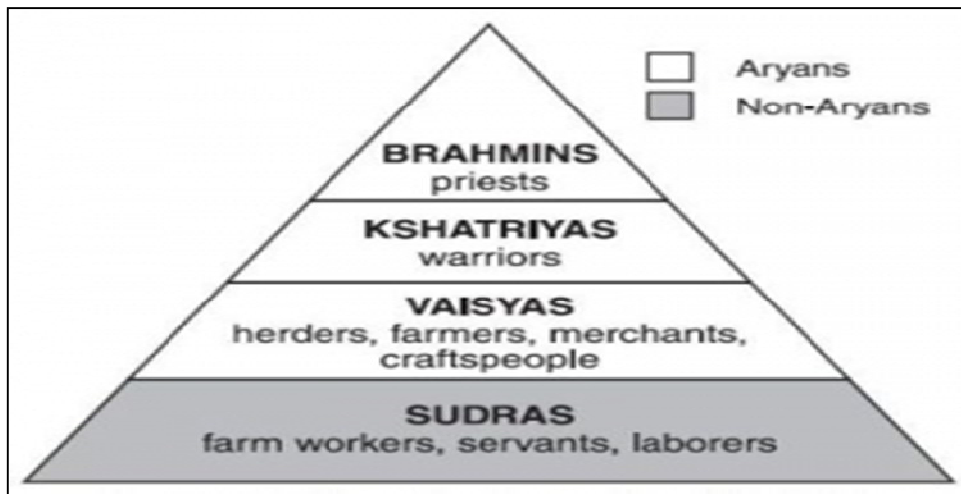 Aryans
Non-Aryans
BRAHMINS
priests
KSHATRIYAS
warriors
VAISYAS
herders, farmers, merchants,
craftspeople
SUDRAS
farm workers, servants, laborers